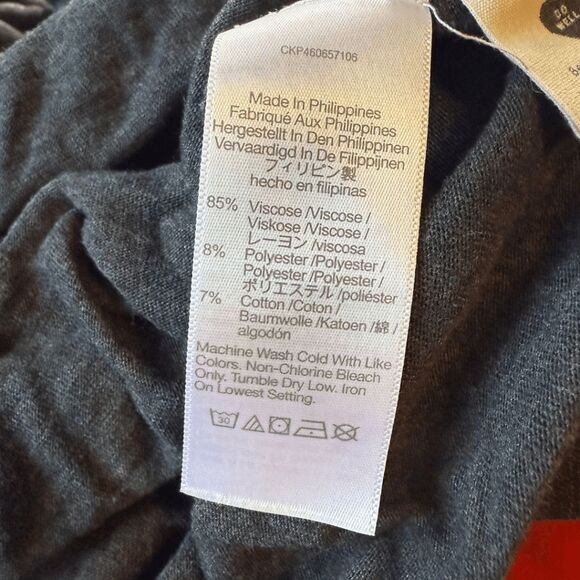 CKP460657106
Made In Philippines
Fabriqué Aux Philippines
Hergestellt In Den Philippinen
Vervaardigd In De Filippijnen
フィリピン製
hecho en filipinas
85% Viscose /Viscose /
Viskose /Viscose /
レーヨン /viscosa
8% Polyester /Polyester /
Polyester /Polyester /
ポリエステル /poliéster
7% Cotton /Coton /
Baumwolle /Katoen /綿 /
algodón
Machine Wash Cold With Like
Colors. Non-Chlorine Bleach
Only. Tumble Dry Low. Iron
On Lowest Setting.
30
DO
WELL